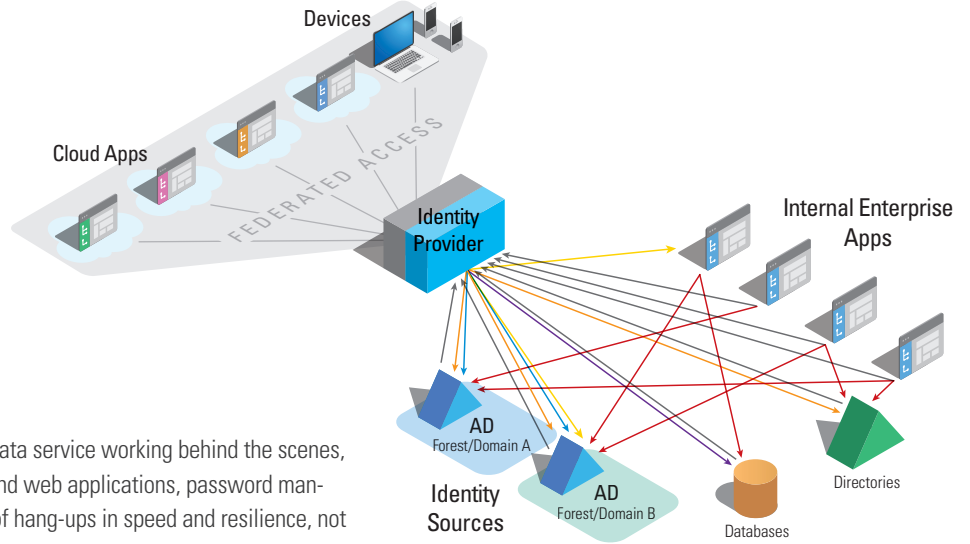 Devices
Cloud Apps
FEDERATED ACCESS
Identity
Provider
Internal Enterprise
Apps
AD
Forest/Domain A
AD
Forest/Domain B
Identity
Sources
Databases
Directories
ata service working behind the scenes,
nd web applications, password man-
of hang-ups in speed and resilience, not